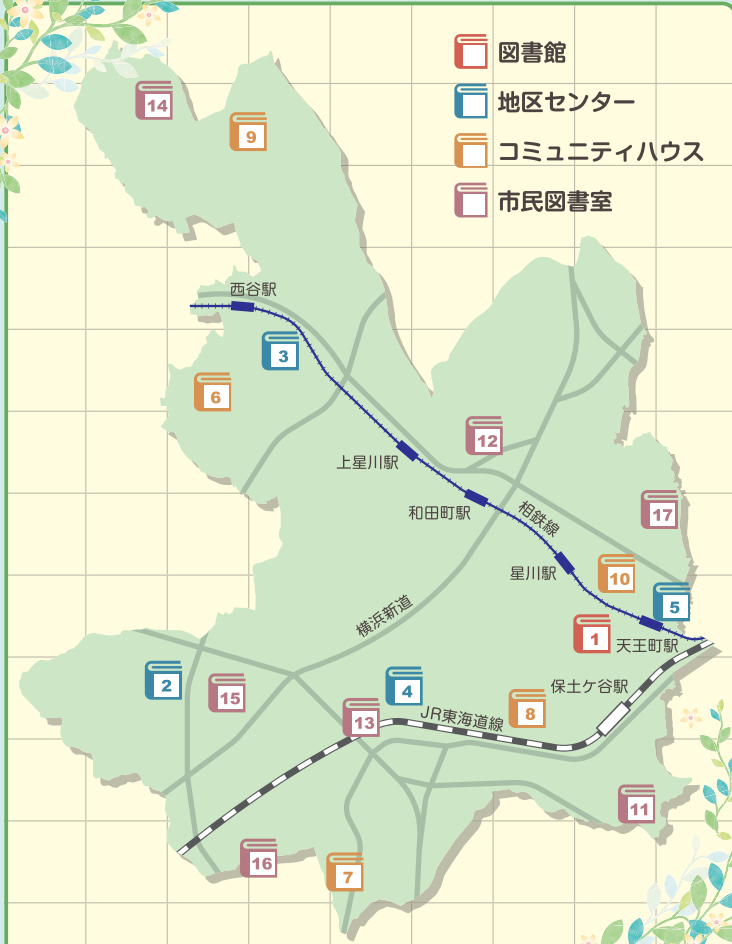 図書館
地区センター
コミュニティハウス
市民図書室
14
9
西谷駅
3
6
12
上星川駅
和田町駅
相鉄線
17
星川駅
10
5
横浜新道
1
天王町駅
2
15
4
保土ケ谷駅
8
13
JR東海道線
11
16
7